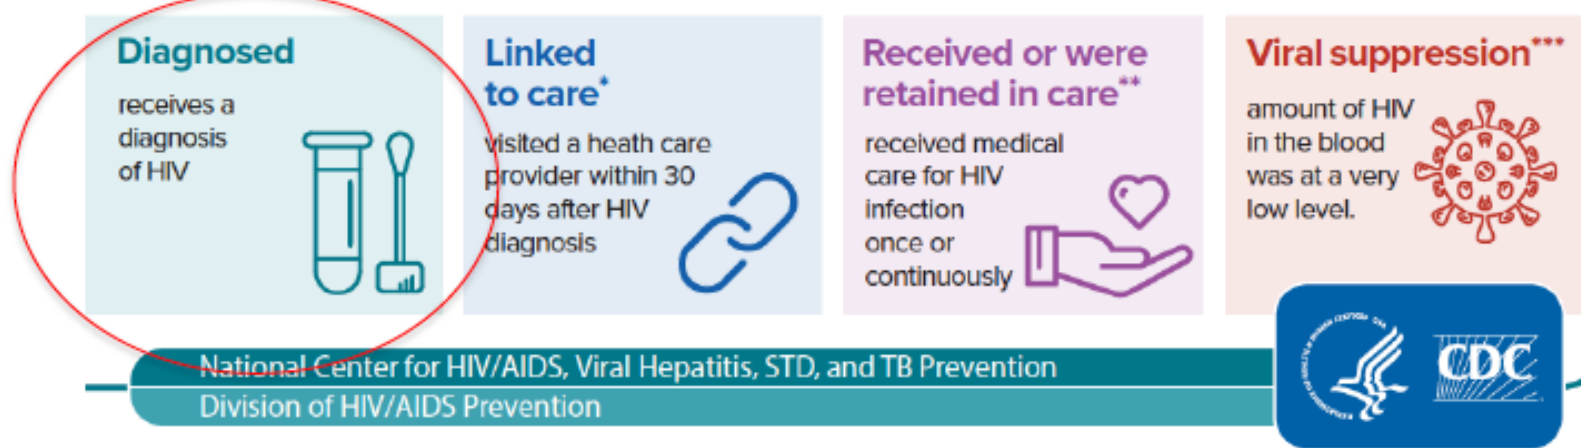 Diagnosed
receives a
diagnosis
of HIV
Linked
to care*
visited a heath care
provider within 30
days after HIV
diagnosis
Received or were
retained in care**
received medical
care for HIV
infection
once or
continuously
Viral suppression***
amount of HIV
in the blood
was at a very
low level.
National Center for HIV/AIDS, Viral Hepatitis, STD, and TB Prevention
Division of HIV/AIDS Prevention
CDC